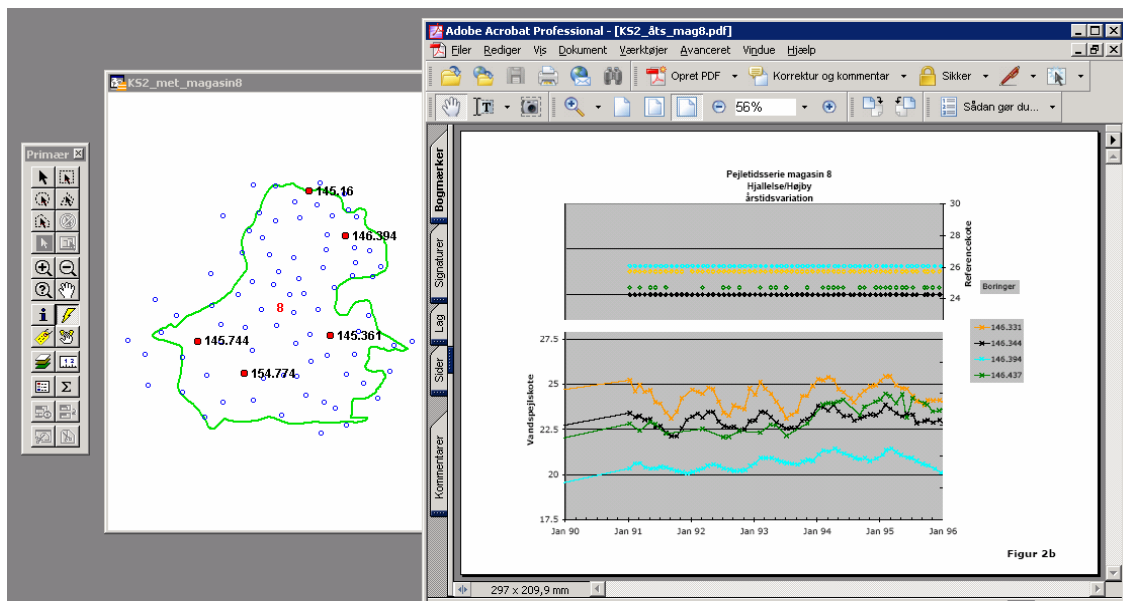 KS2_met_magasin8
Primær
145.16
146.394
8
145.744
145.361
154.774
Adobe Acrobat Professional - [KS2_åts_mag8.pdf]
Filer Rediger Vis Dokument Værktøjer Avanceret Vindue Hjælp
Opret PDF Korrektur og kommentar Sikker
56% Sådan gør du...
Bogmærker
Signaturer
Lag
Sider
Kommentarer
Pejletidsserie magasin 8
Hjallelse/Højby
årstidsvariation
30
28
26
24
22
20
Referencekote
27.5
25
22.5
20
17.5
Vandspejlskote
Jan 90 Jan 91 Jan 92 Jan 93 Jan 94 Jan 95 Jan 96
Boringer
146.331
146.344
146.394
146.437
Figur 2b
297 x 209,9 mm